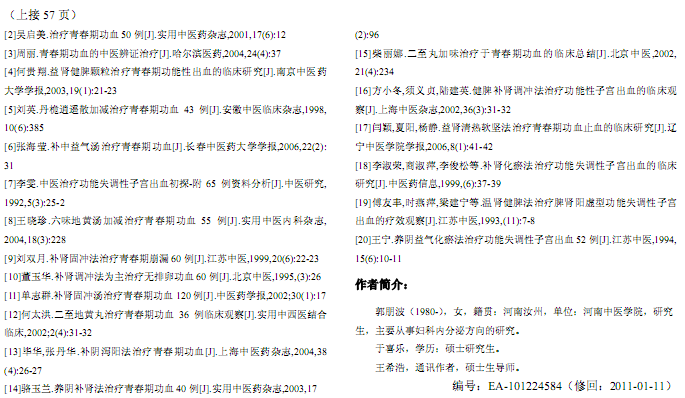 （上接 57 页）
[2]吴启美.治疗青春期功血 50 例[J].实用中医药杂志,2001,17(6):12
[3]周丽.青春期功血的中医辨证治疗[J].哈尔滨医药,2004,24(4):37
[4]何贵翔.益肾健脾颗粒治疗青春期功能性出血的临床研究[J].南京中医药
大学学报,2003,19(1):21-23
[5]刘英.丹栀逍遥散加减治疗青春期功血 43 例[J].安徽中医临床杂志,1998,
10(6):385
[6]张海莹.补中益气汤治疗青春期功血[J].长春中医药大学学报,2006,22(2):
31
[7]李雯.中医治疗功能失调性子宫出血初探-附 65 例资料分析[J].中医研究,
1992,5(3):25-2
[8]王晓珍.六味地黄汤加减治疗青春期功血 55 例[J].实用中医内科杂志,
2004,18(3):228
[9]刘双月.补肾固冲法治疗青春期崩漏 60 例[J].江苏中医,1999,20(6):22-23
[10]董玉华.补肾调冲法为主治疗无排卵功血 60 例[J].北京中医,1995,(3):26
[11]单志群.补肾固冲汤治疗青春期功血 120 例[J].中医药学报,2002;30(1):17
[12]何太洪.二至地黄丸治疗青春期功血 36 例临床观察[J].实用中西医结合
临床,2002;2(4):31-32
[13]毕华,张丹华.补阴泻阳法治疗青春期功血[J].上海中医药杂志,2004,38
(4):26-27
[14]骆玉兰.养阴补肾法治疗青春期功血 40 例[J].实用中医药杂志,2003,17
(2):96
[15]柴丽娜.二至丸加味治疗于青春期功血的临床总结[J].北京中医,2002,
21(4):234
[16]方小冬,须义贞,陆建英.健脾补肾调冲法治疗功能性子宫出血的临床观
察[J].上海中医药杂志,2002,36(3):31-32
[17]闫颖,夏阳,杨静.益肾清热软坚法治疗青春期功血止血的临床研究[J].辽
宁中医学院学报,2006,8(1):41-42
[18]李淑荣,商淑萍,李俊松等.补肾化瘀法治疗功能失调性子宫出血的临床
研究[J].中医药信息,1999,(6):37-39
[19]傅友丰,叶燕萍,梁建宁等.温肾健脾法治疗脾肾阳虚型功能失调性子宫
出血的疗效观察[J].江苏中医,1993,(11):7-8
[20]王宁.养阴益气化瘀法治疗功能失调性子宫出血 52 例[J].江苏中医,1994,
15(6):10-11
作者简介：
郭朋波（1980-），女，籍贯：河南汝州，单位：河南中医学院，研究
生，主要从事妇科内分泌方向的研究。
于喜乐，学历：硕士研究生。
王希浩，通讯作者，硕士生导师。
编号：EA-101224584（修回：2011-01-11）